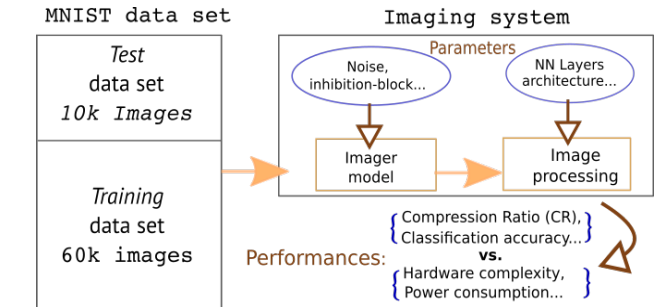 MNIST data set
Test
data set
10k Images
Training
data set
60k images
Imaging system
Parameters
Noise,
inhibition-block...
NN Layers
architecture...
Imager
model
Image
processing
Performances:
{Compression Ratio (CR),}
{Classification accuracy...}
vs.
{Hardware complexity,}
{Power consumption...}